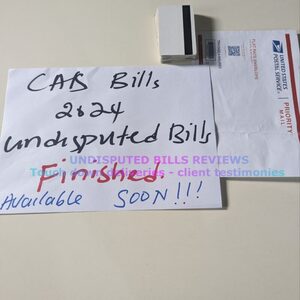 CAB Bills
2024
undisputed Bills
UNDISPUTED BILLS REVIEWS
Touch down deliveries - client testimonies
Finished!
Available SOON!!!
UNITED STATES
POSTAL SERVICE
PRIORITY
MAIL